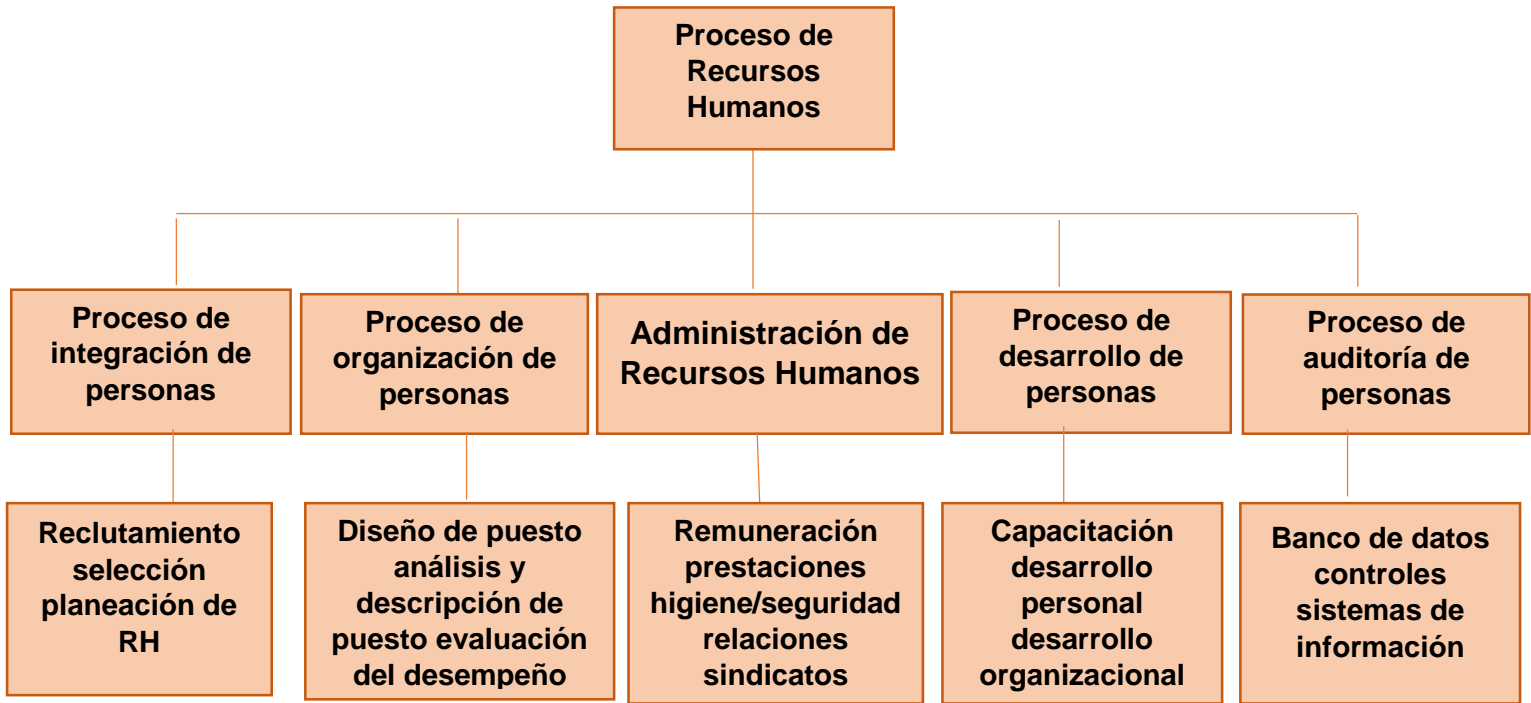 Proceso de
Recursos
Humanos
Proceso de
integración de
personas
Proceso de
organización de
personas
Administración de
Recursos Humanos
Proceso de
desarrollo de
personas
Proceso de
auditoría de
personas
Reclutamiento
selección
planeación de
RH
Diseño de puesto
análisis y
descripción de
puesto evaluación
del desempeño
Remuneración
prestaciones
higiene/seguridad
relaciones
sindicatos
Capacitación
desarrollo
personal
desarrollo
organizacional
Banco de datos
controles
sistemas de
información